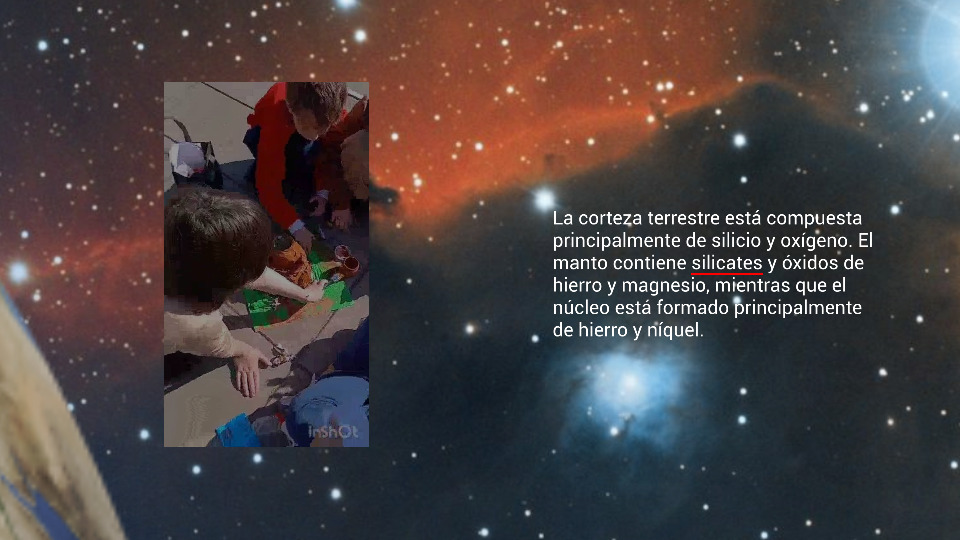 La corteza terrestre está compuesta
principalmente de silicio y oxígeno. El
manto contiene silicates y óxidos de
hierro y magnesio, mientras que el
núcleo está formado principalmente
de hierro y níquel.
InShOt